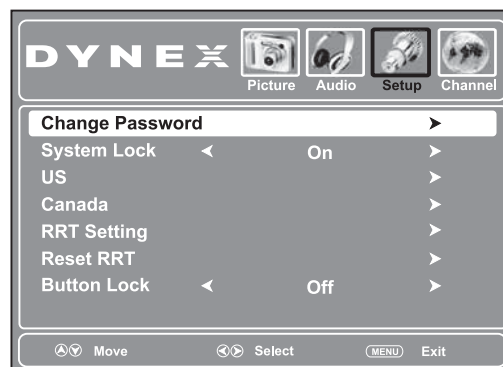 DYNEX
Picture Audio Setup Channel
Change Password
System Lock On
US
Canada
RRT Setting
Reset RRT
Button Lock Off
Move Select MENU Exit